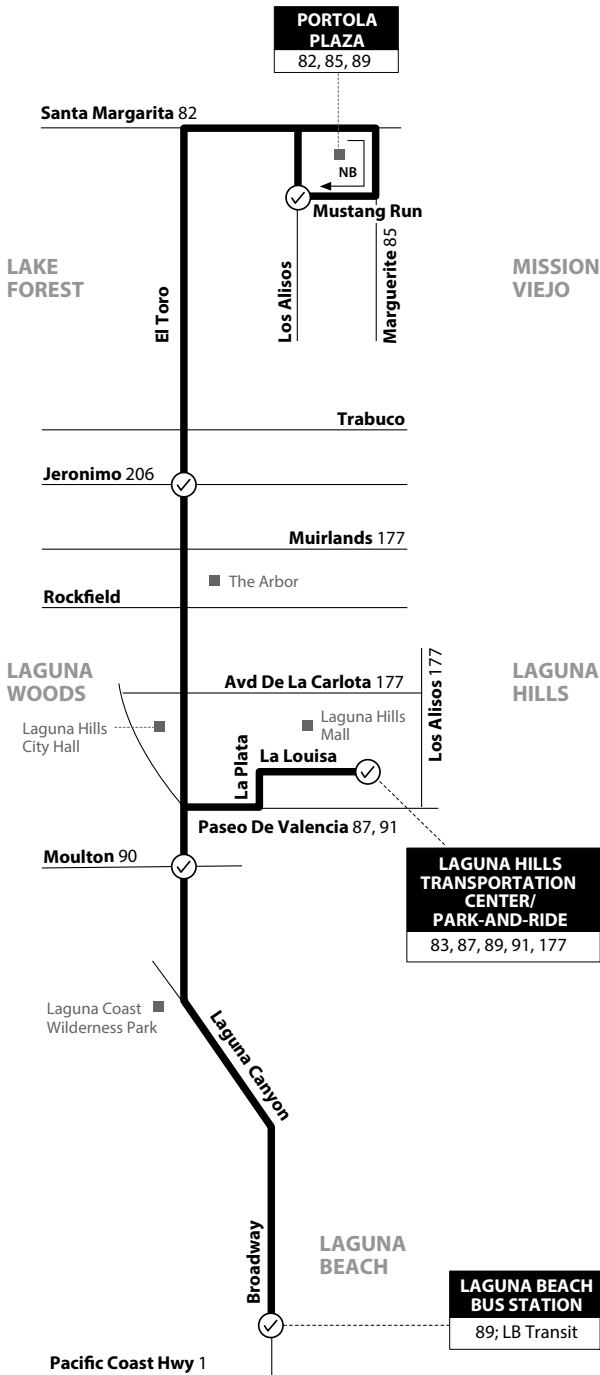 PORTOLA
PLAZA
82, 85, 89
Santa Margarita 82
NB
Mustang Run
LAKE
FOREST
El Toro
Los Alisos
Marguerite 85
MISSION
VIEJO
Trabuco
Jeronimo 206
Muirlands 177
The Arbor
Rockfield
LAGUNA
WOODS
Avd De La Carlota 177
Los Alisos 177
LAGUNA
HILLS
Laguna Hills
City Hall
Laguna Hills
Mall
La Plata
La Louisa
Paseo De Valencia 87, 91
Moulton 90
LAGUNA HILLS
TRANSPORTATION
CENTER/
PARK-AND-RIDE
83, 87, 89, 91, 177
Laguna Coast
Wilderness Park
Laguna Canyon
Broadway
LAGUNA
BEACH
LAGUNA BEACH
BUS STATION
89; LB Transit
Pacific Coast Hwy 1